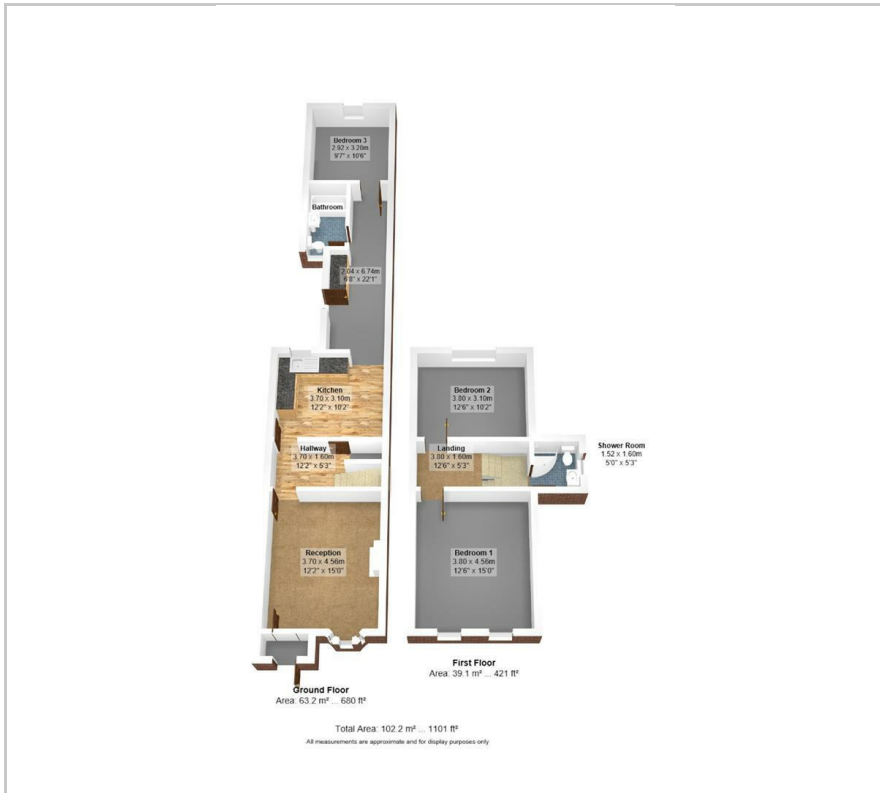 Bedroom 3
2.92 x 3.20m
9'7" x 10'6"
Bathroom
2.04 x 6.74m
6'8" x 22'1"
Kitchen
3.70 x 3.10m
12'2" x 10'2"
Hallway
3.70 x 1.60m
12'2" x 5'3"
Reception
3.70 x 4.56m
12'2" x 15'0"
Ground Floor
Area: 63.2 m² ... 680 ft²
Bedroom 2
3.80 x 3.10m
12'6" x 10'2"
Landing
3.80 x 1.60m
12'6" x 5'3"
Shower Room
1.52 x 1.60m
5'0" x 5'3"
Bedroom 1
3.80 x 4.56m
12'6" x 15'0"
First Floor
Area: 39.1 m² ... 421 ft²
Total Area: 102.2 m² ... 1101 ft²
All measurements are approximate and for display purposes only